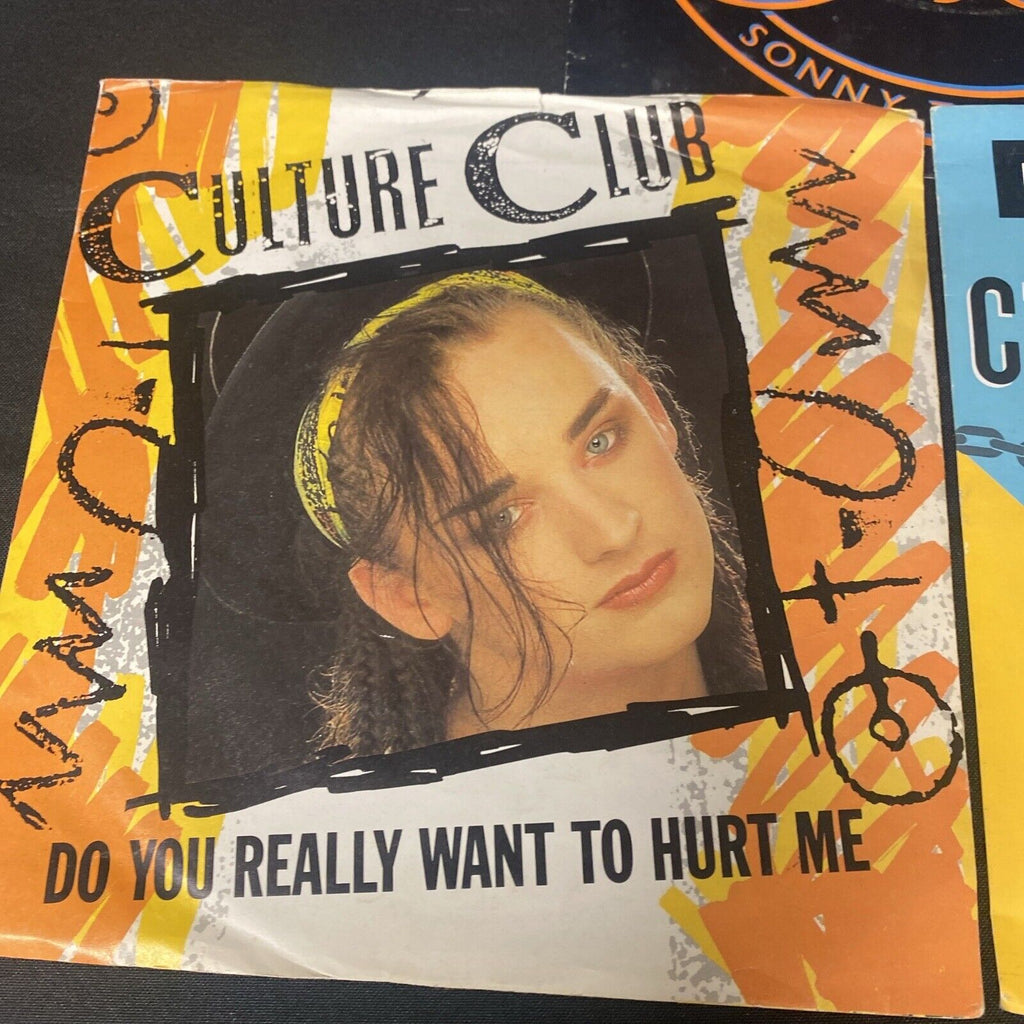 SONNY
CULTURE CLUB
C
DO YOU REALLY WANT TO HURT ME